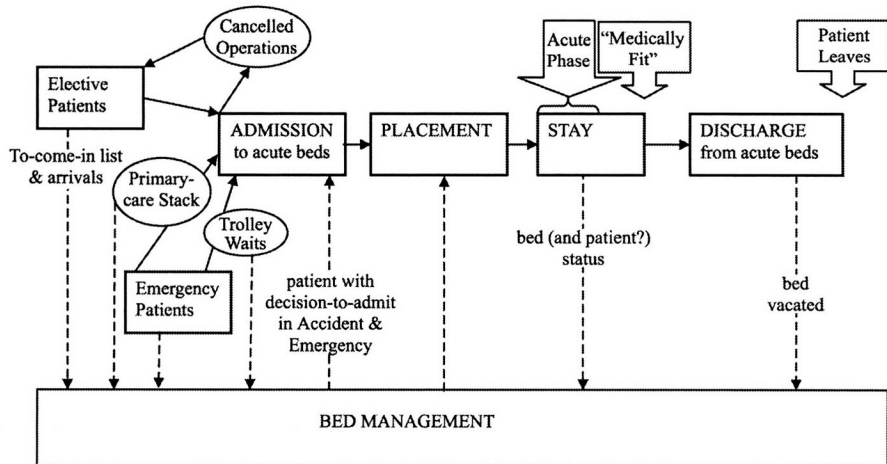 Cancelled
Operations
Acute
Phase
“Medically
Fit”
Patient
Leaves
Elective
Patients
ADMISSION
to acute beds
PLACEMENT
STAY
DISCHARGE
from acute beds
To-come-in list
& arrivals
Primary-
care Stack
Trolley
Waits
bed (and patient?)
status
Emergency
Patients
patient with
decision-to-admit
in Accident &
Emergency
bed
vacated
BED MANAGEMENT